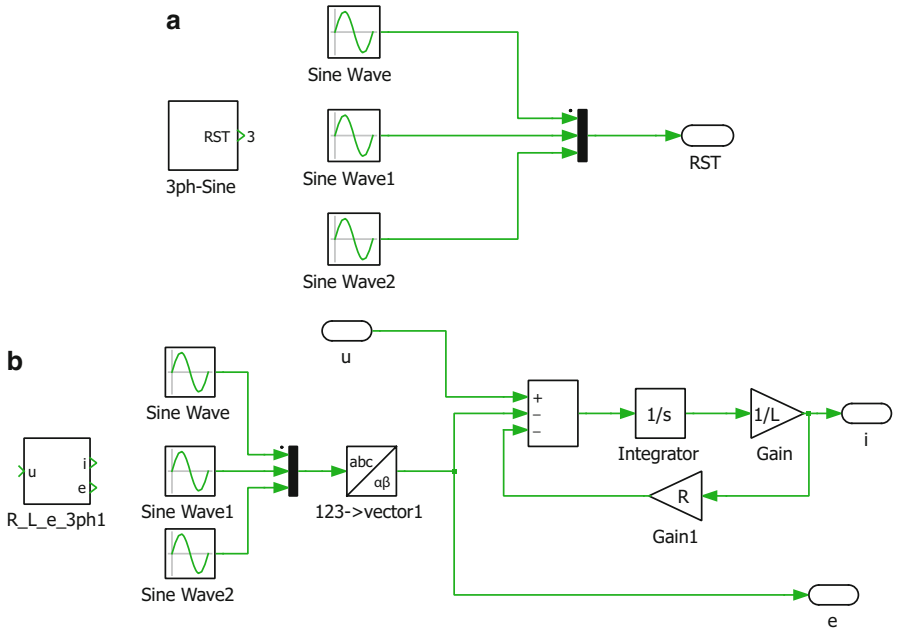 a
Sine Wave
RST
3
3ph-Sine
Sine Wave1
RST
Sine Wave2
b
u
Sine Wave
+
−
−
1/s
1/L
Integrator
Gain
i
u
i
e
R_L_e_3ph1
abc
αβ
Sine Wave1
123->vector1
R
Gain1
Sine Wave2
e